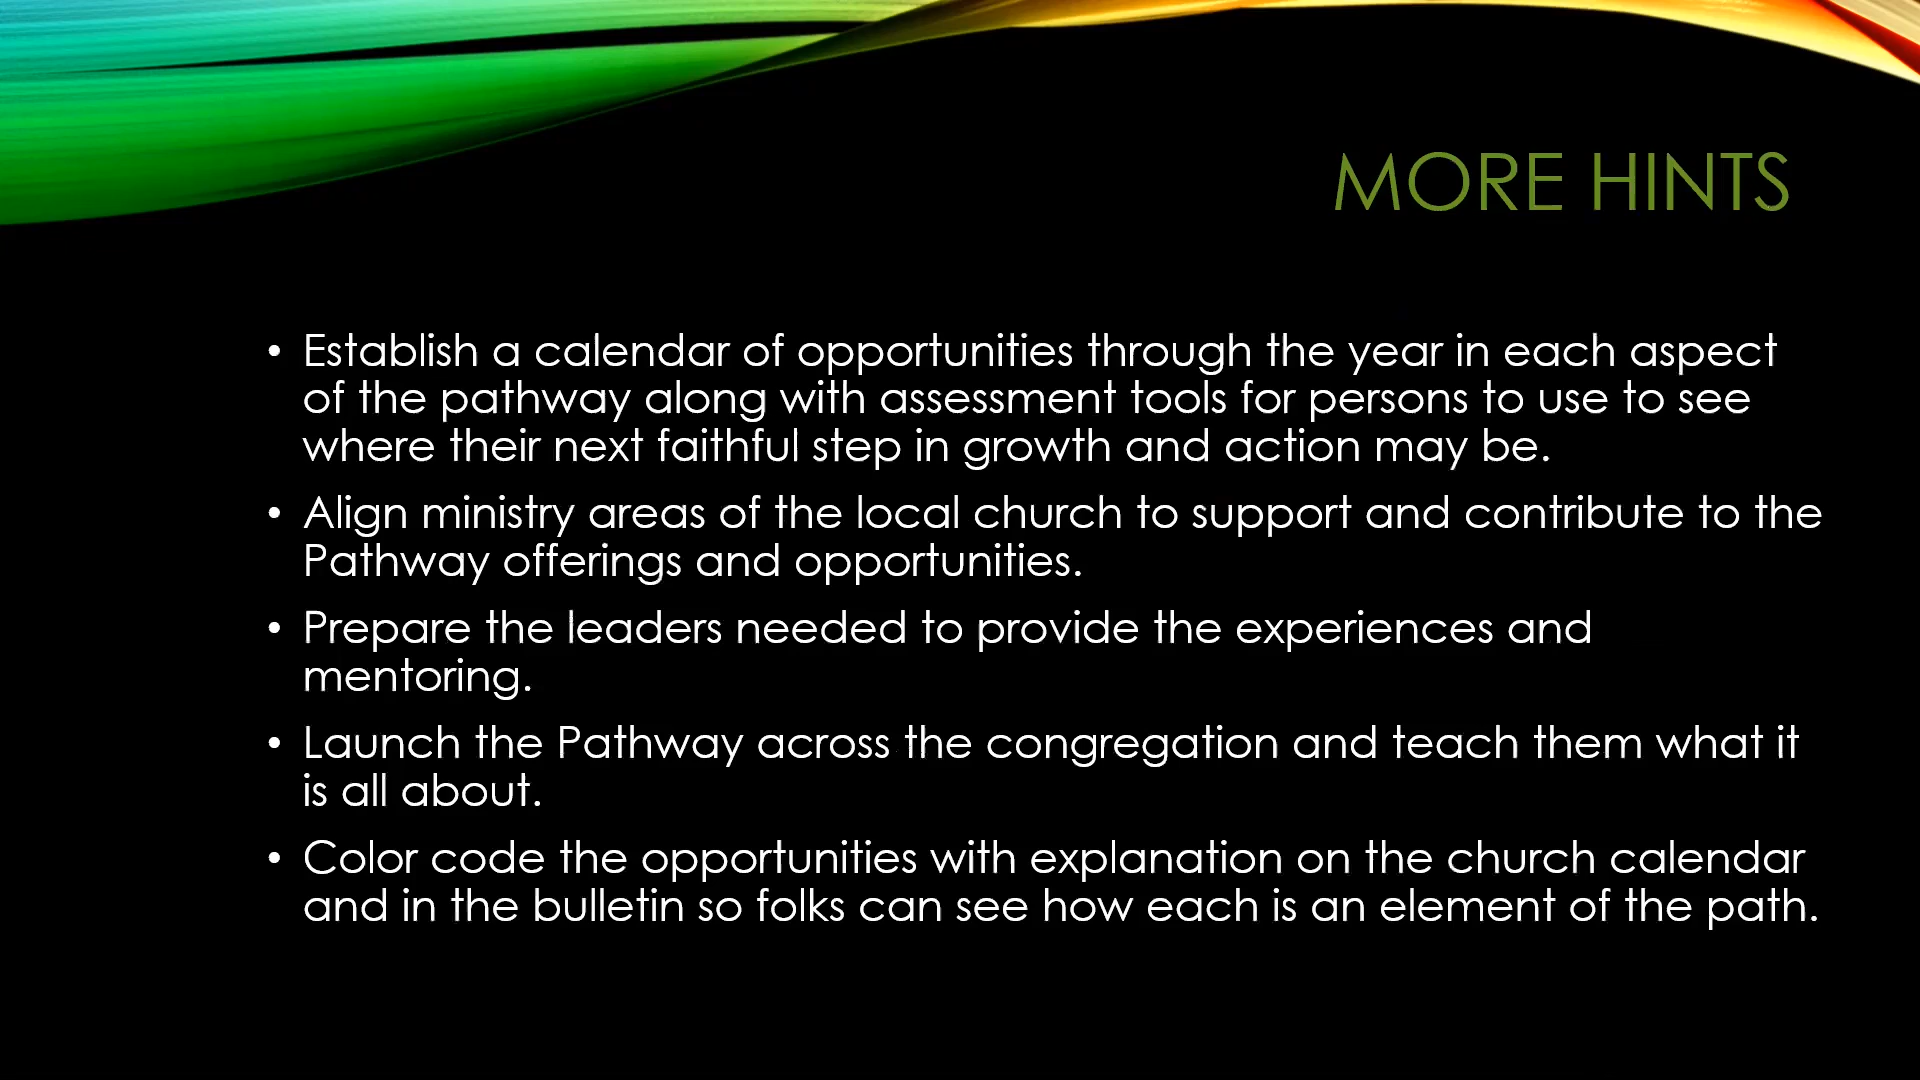 MORE HINTS
• Establish a calendar of opportunities through the year in each aspect
of the pathway along with assessment tools for persons to use to see
where their next faithful step in growth and action may be.
• Align ministry areas of the local church to support and contribute to the
Pathway offerings and opportunities.
• Prepare the leaders needed to provide the experiences and
mentoring.
• Launch the Pathway across the congregation and teach them what it
is all about.
• Color code the opportunities with explanation on the church calendar
and in the bulletin so folks can see how each is an element of the path.